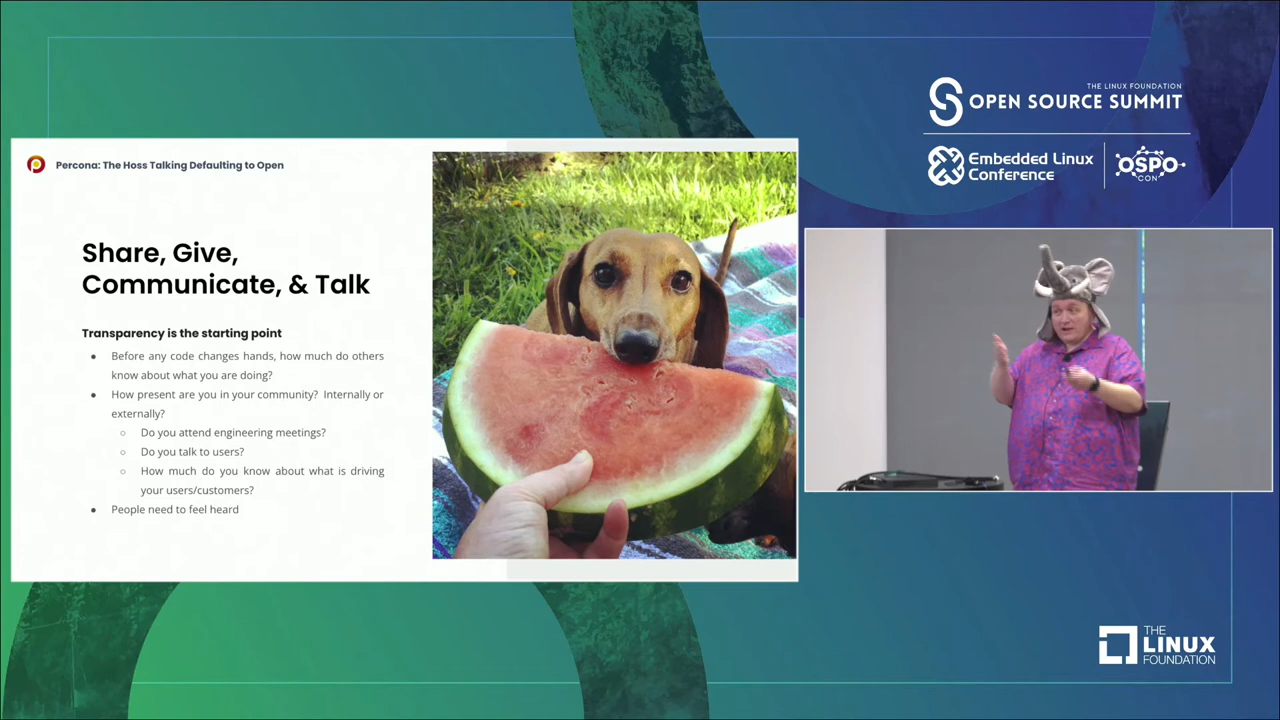 THE LINUX FOUNDATION
OPEN SOURCE SUMMIT
Embedded Linux
Conference
OSPO
CON
Percona: The Hoss Talking Defaulting to Open
Share, Give,
Communicate, & Talk
Transparency is the starting point
● Before any code changes hands, how much do others
know about what you are doing?
● How present are you in your community? Internally or
externally?
○ Do you attend engineering meetings?
○ Do you talk to users?
○ How much do you know about what is driving
your users/customers?
● People need to feel heard
THE
LINUX
FOUNDATION